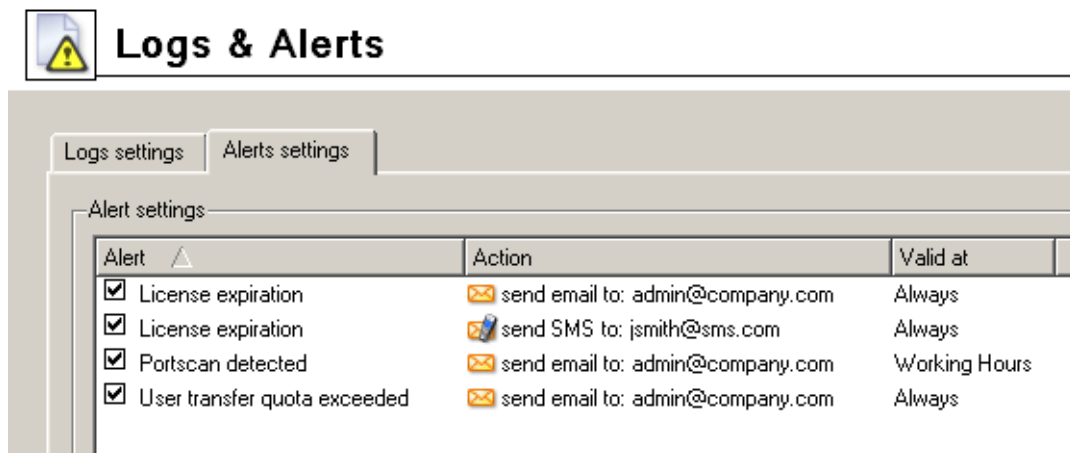 Logs & Alerts
Logs settings Alerts settings
Alert settings
Alert Action Valid at
License expiration send email to: admin@company.com Always
License expiration send SMS to: jsmith@sms.com Always
Portscan detected send email to: admin@company.com Working Hours
User transfer quota exceeded send email to: admin@company.com Always